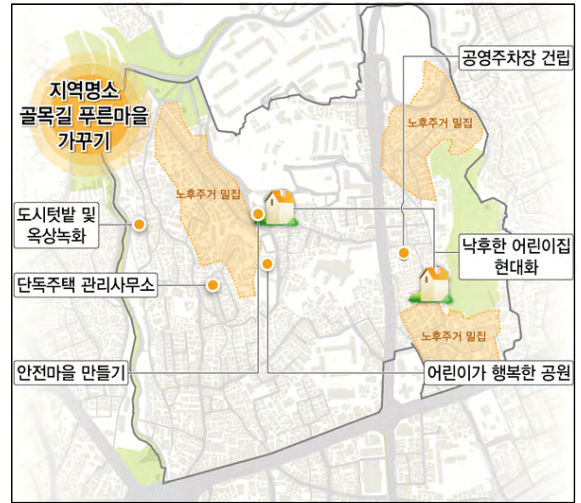 지역명소
골목길 푸른마을
가꾸기
공영주차장 건립
노후주거 밀집
노후주거 밀집
도시텃밭 및
옥상녹화
낙후한 어린이집
현대화
단독주택 관리사무소
노후주거 밀집
안전마을 만들기
어린이가 행복한 공원